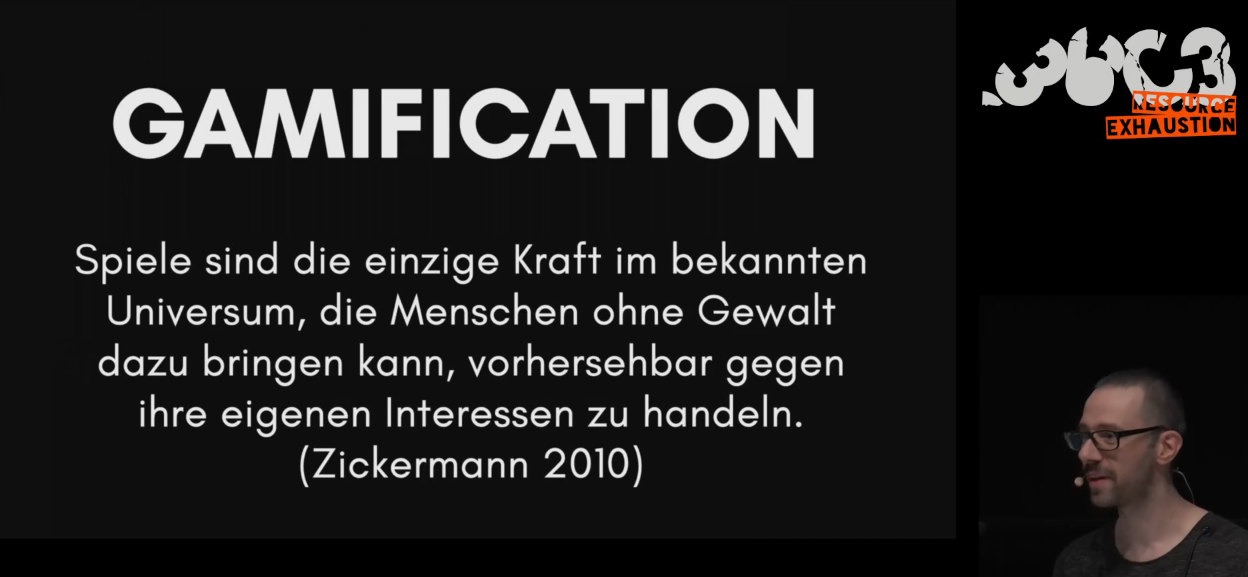 GAMIFICATION
Spiele sind die einzige Kraft im bekannten
Universum, die Menschen ohne Gewalt
dazu bringen kann, vorhersehbar gegen
ihre eigenen Interessen zu handeln.
(Zickermann 2010)
36C3
RESOURCE
EXHAUSTION